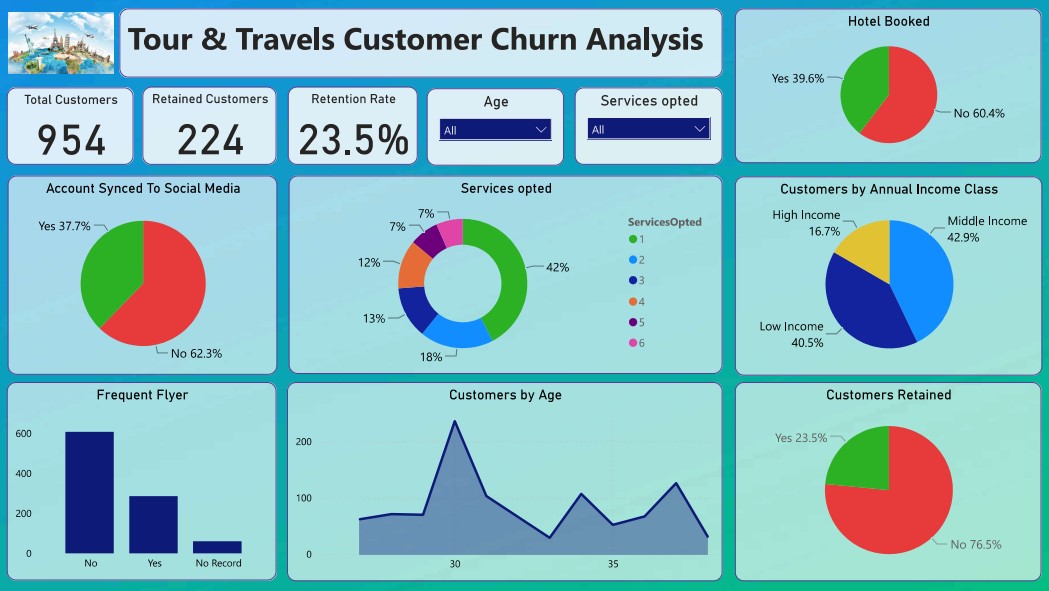 Tour & Travels Customer Churn Analysis
Total Customers
954
Retained Customers
224
Retention Rate
23.5%
Age
All
Services opted
All
Hotel Booked
Yes 39.6%
No 60.4%
Account Synced To Social Media
Yes 37.7%
No 62.3%
Services opted
7%
7%
12%
13%
18%
42%
ServicesOpted
1
2
3
4
5
6
Customers by Annual Income Class
High Income
16.7%
Middle Income
42.9%
Low Income
40.5%
Frequent Flyer
600
400
200
0
No
Yes
No Record
Customers by Age
200
100
0
30
35
Customers Retained
Yes 23.5%
No 76.5%